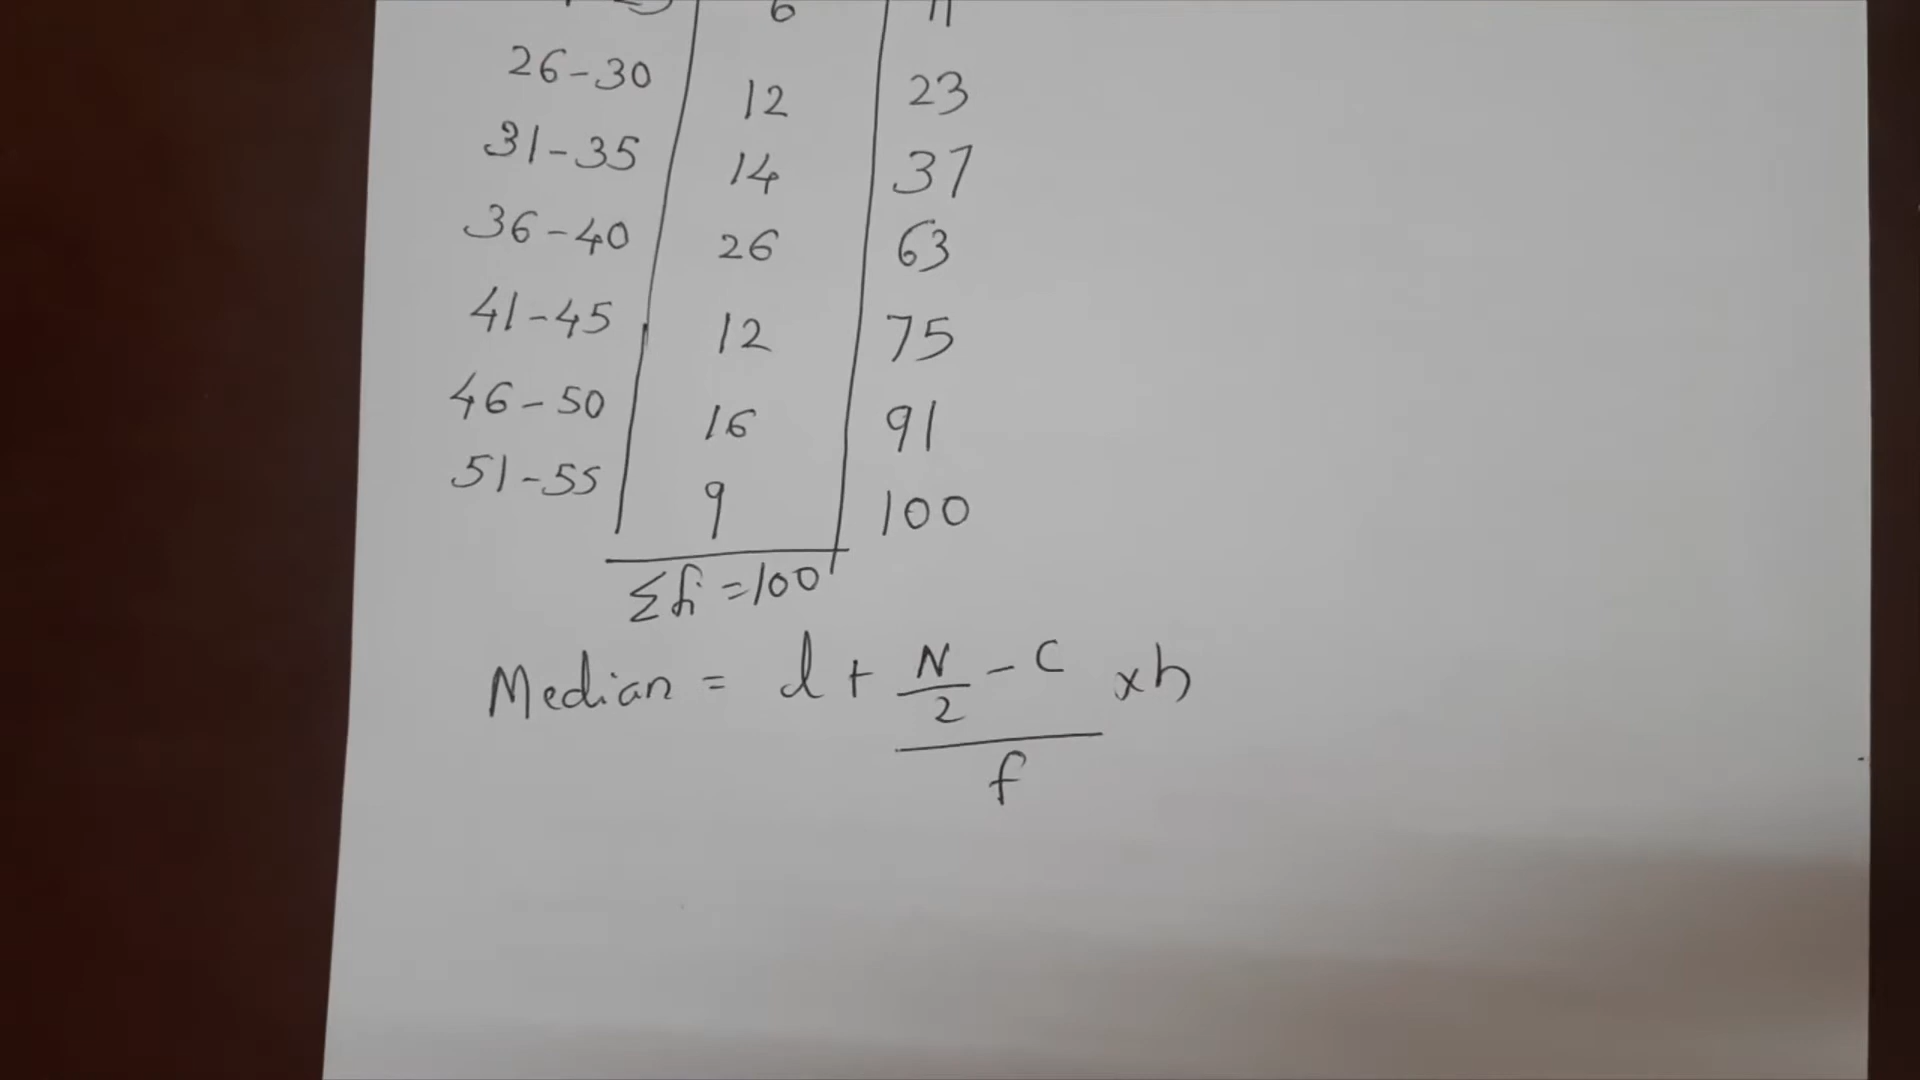 6 11
26-30 12 23
31-35 14 37
36-40 26 63
41-45 12 75
46-50 16 91
51-55 9 100
Σfi = 100
Median = l + N/2 - C / f × h